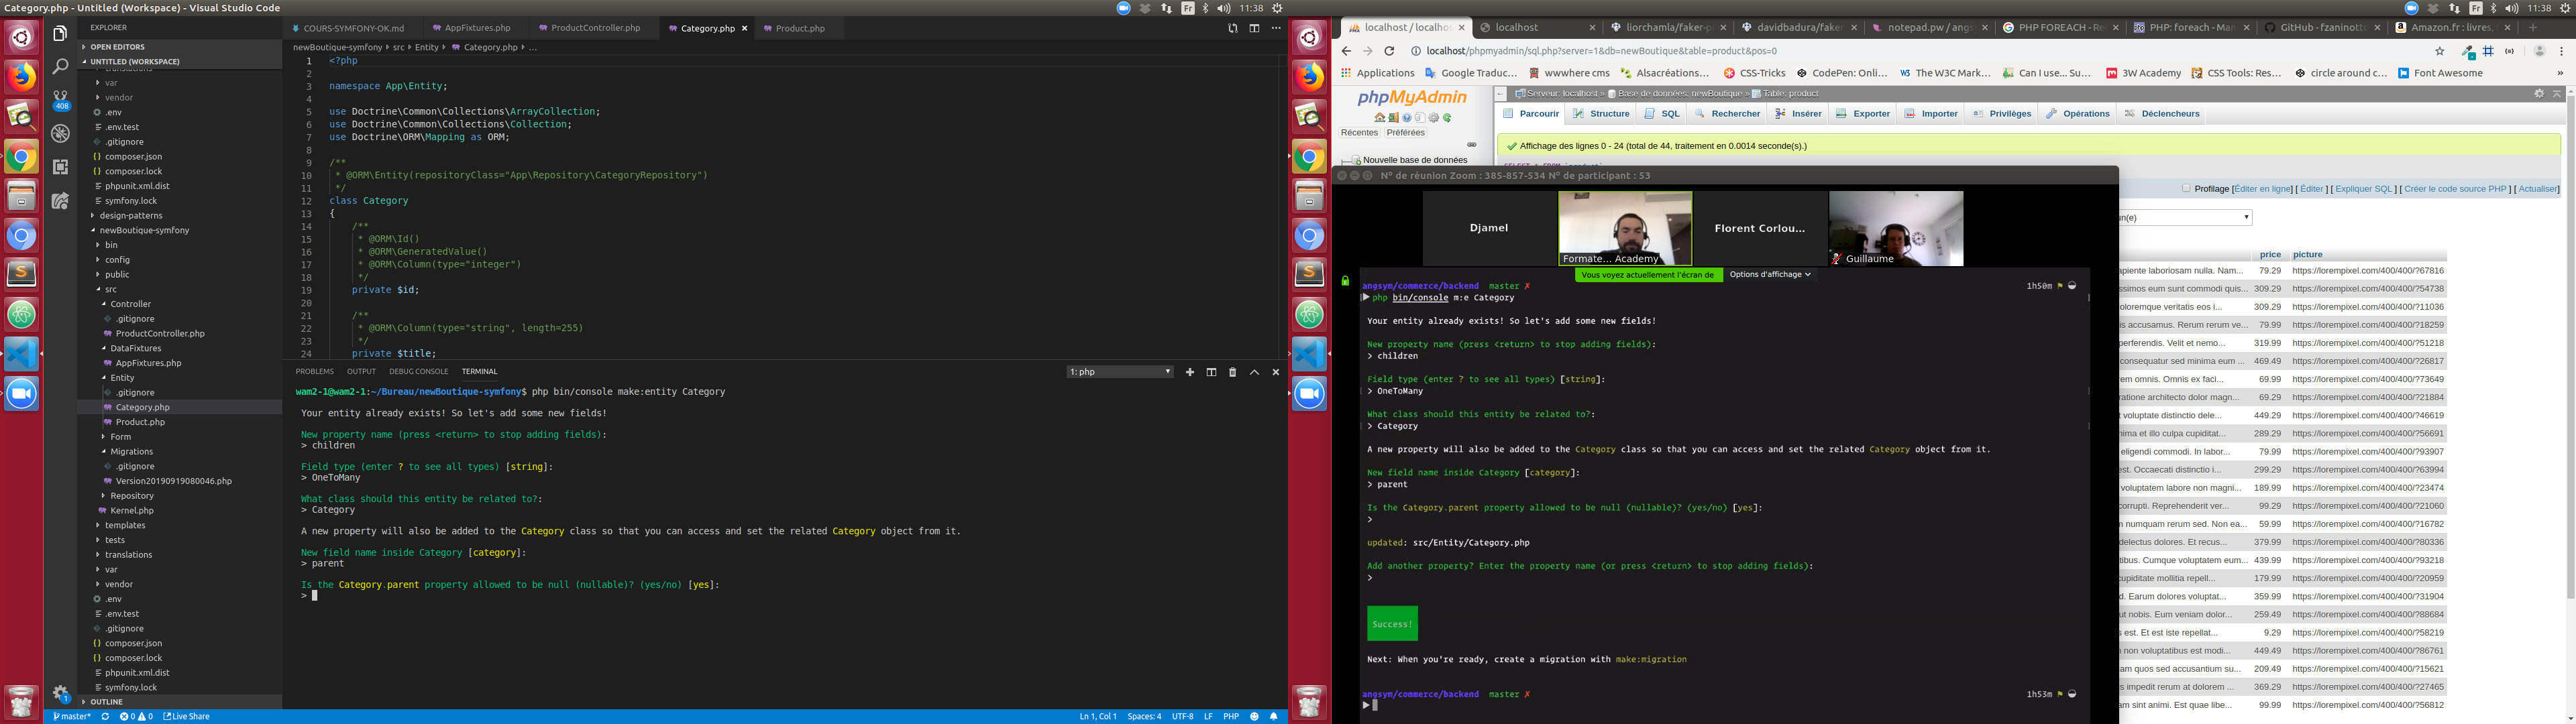 Category.php - Untitled (Workspace) - Visual Studio Code
Fr 11:38
Fr 11:38
EXPLORER
OPEN EDITORS
UNTITLED (WORKSPACE)
var
vendor
.env
.env.test
.gitignore
composer.json
composer.lock
phpunit.xml.dist
symfony.lock
design-patterns
newBoutique-symfony
bin
config
public
src
Controller
.gitignore
ProductController.php
DataFixtures
AppFixtures.php
Entity
.gitignore
Category.php
Product.php
Form
Migrations
.gitignore
Version20190919080046.php
Repository
Kernel.php
templates
tests
translations
var
vendor
.env
.env.test
.gitignore
composer.json
composer.lock
phpunit.xml.dist
symfony.lock
OUTLINE
408
1
COURS-SYMFONY-OK.md
AppFixtures.php
ProductController.php
Category.php
Product.php
newBoutique-symfony › src › Entity › Category.php › ...
1 <?php
2
3 namespace App\Entity;
4
5 use Doctrine\Common\Collections\ArrayCollection;
6 use Doctrine\Common\Collections\Collection;
7 use Doctrine\ORM\Mapping as ORM;
8
9 /**
10 * @ORM\Entity(repositoryClass="App\Repository\CategoryRepository")
11 */
12 class Category
13 {
14 /**
15 * @ORM\Id()
16 * @ORM\GeneratedValue()
17 * @ORM\Column(type="integer")
18 */
19 private $id;
20
21 /**
22 * @ORM\Column(type="string", length=255)
23 */
24 private $title;
PROBLEMS OUTPUT DEBUG CONSOLE TERMINAL 1: php
wam2-1@wam2-1:~/Bureau/newBoutique-symfony$ php bin/console make:entity Category
Your entity already exists! So let's add some new fields!
New property name (press <return> to stop adding fields):
> children
Field type (enter ? to see all types) [string]:
> OneToMany
What class should this entity be related to?:
> Category
A new property will also be added to the Category class so that you can access and set the related Category object from it.
New field name inside Category [category]:
> parent
Is the Category.parent property allowed to be null (nullable)? (yes/no) [yes]:
>
master* 0 0 Live Share
Ln 1, Col 1 Spaces: 4 UTF-8 LF PHP
localhost / localhos
localhost
liorchamla/faker-p
davidbadura/faker
notepad.pw / angs
PHP FOREACH - Re
PHP: foreach - Man
GitHub - fzaninotto
Amazon.fr : livres,
localhost/phpmyadmin/sql.php?server=1&db=newBoutique&table=product&pos=0
Applications
Google Traduc...
wwwhere cms
Alsacréations...
CSS-Tricks
CodePen: Onli...
The W3C Mark...
Can I use... Su...
3W Academy
CSS Tools: Res...
circle around c...
Font Awesome
phpMyAdmin
Récentes Préférées
Nouvelle base de données
Serveur: localhost » Base de données: newBoutique » Table: product
Parcourir Structure SQL Rechercher Insérer Exporter Importer Privilèges Opérations Déclencheurs
Affichage des lignes 0 - 24 (total de 44, traitement en 0.0014 seconde(s).)
Profilage [Éditer en ligne] [ Éditer ] [ Expliquer SQL ] [ Créer le code source PHP ] [ Actualiser]
N° de réunion Zoom : 385-857-534 N° de participant : 53
Djamel
Formate... Academy
Florent Corlou...
Guillaume
Vous voyez actuellement l'écran de
Options d'affichage
angsym/commerce/backend master ✗ 1h50m
php bin/console m:e Category
Your entity already exists! So let's add some new fields!
New property name (press <return> to stop adding fields):
> children
Field type (enter ? to see all types) [string]:
> OneToMany
What class should this entity be related to?:
> Category
A new property will also be added to the Category class so that you can access and set the related Category object from it.
New field name inside Category [category]:
> parent
Is the Category.parent property allowed to be null (nullable)? (yes/no) [yes]:
>
updated: src/Entity/Category.php
Add another property? Enter the property name (or press <return> to stop adding fields):
>
Success!
Next: When you're ready, create a migration with make:migration
angsym/commerce/backend master ✗ 1h53m
price picture
apiente laboriosam nulla. Nam... 79.29 https://lorempixel.com/400/400/?67816
ssimos eum sunt commodi quis... 309.29 https://lorempixel.com/400/400/?54738
oloremque veritatis eos i... 309.29 https://lorempixel.com/400/400/?11036
is accusamus. Rerum rerum ve... 79.99 https://lorempixel.com/400/400/?18259
perferendis. Velit et nemo... 319.99 https://lorempixel.com/400/400/?51218
consequatur sed minima eum ... 469.49 https://lorempixel.com/400/400/?26817
rem omnis. Omnis ex faci... 69.99 https://lorempixel.com/400/400/?73649
ratione architecto dolor magn... 69.29 https://lorempixel.com/400/400/?21884
t voluptate distinctio dele... 449.29 https://lorempixel.com/400/400/?46619
nima et illo culpa cupiditat... 289.29 https://lorempixel.com/400/400/?56691
eligendi commodi. In labor... 79.99 https://lorempixel.com/400/400/?93907
est. Occaecati distinctio i... 299.29 https://lorempixel.com/400/400/?63994
voluptatem labore non magni... 189.99 https://lorempixel.com/400/400/?23474
corrupti. Reprehenderit ver... 99.29 https://lorempixel.com/400/400/?21060
n numquam rerum sed. Non ea... 59.99 https://lorempixel.com/400/400/?16782
delectus dolores. Et recus... 379.99 https://lorempixel.com/400/400/?80336
tibus. Cumque voluptatem eum... 439.99 https://lorempixel.com/400/400/?93218
cupiditate mollitia repell... 179.99 https://lorempixel.com/400/400/?20959
d. Earum dolores voluptat... 359.99 https://lorempixel.com/400/400/?31904
ut nobis. Eum veniam dolor... 259.49 https://lorempixel.com/400/400/?88684
s est. Et est iste repellat... 9.29 https://lorempixel.com/400/400/?58219
n non voluptatibus est modi... 449.49 https://lorempixel.com/400/400/?86761
am quos sed accusantium su... 209.49 https://lorempixel.com/400/400/?15621
s impedit rerum at dolorem ... 369.29 https://lorempixel.com/400/400/?27465
am sint animi. Est quae libe... 99.99 https://lorempixel.com/400/400/?56812